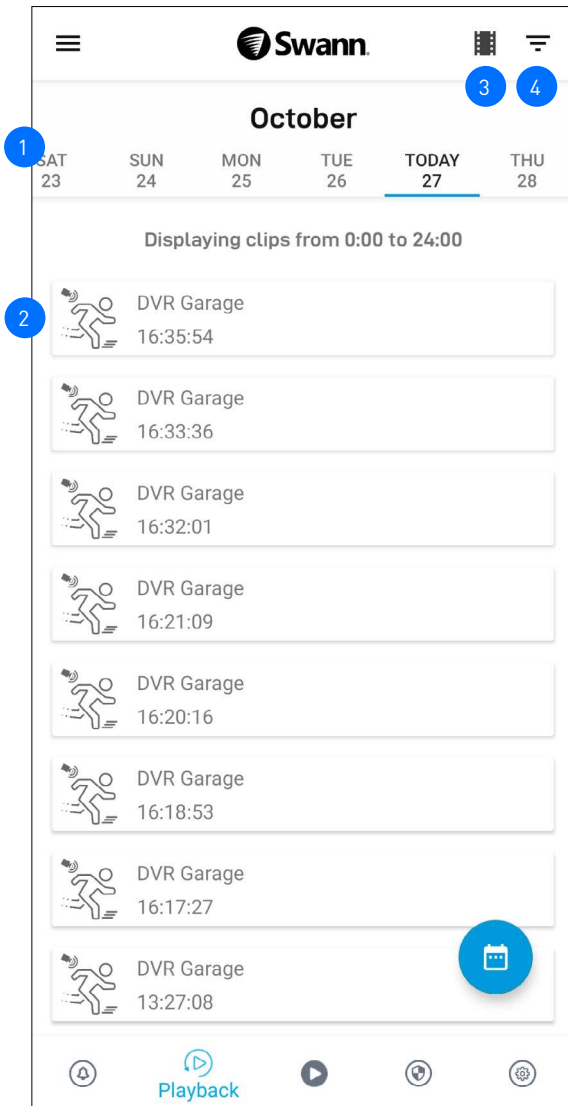 Swann.
3 4
October
1
SAT SUN MON TUE TODAY THU
23 24 25 26 27 28
Displaying clips from 0:00 to 24:00
2
DVR Garage
16:35:54
DVR Garage
16:33:36
DVR Garage
16:32:01
DVR Garage
16:21:09
DVR Garage
16:20:16
DVR Garage
16:18:53
DVR Garage
16:17:27
DVR Garage
13:27:08
Playback